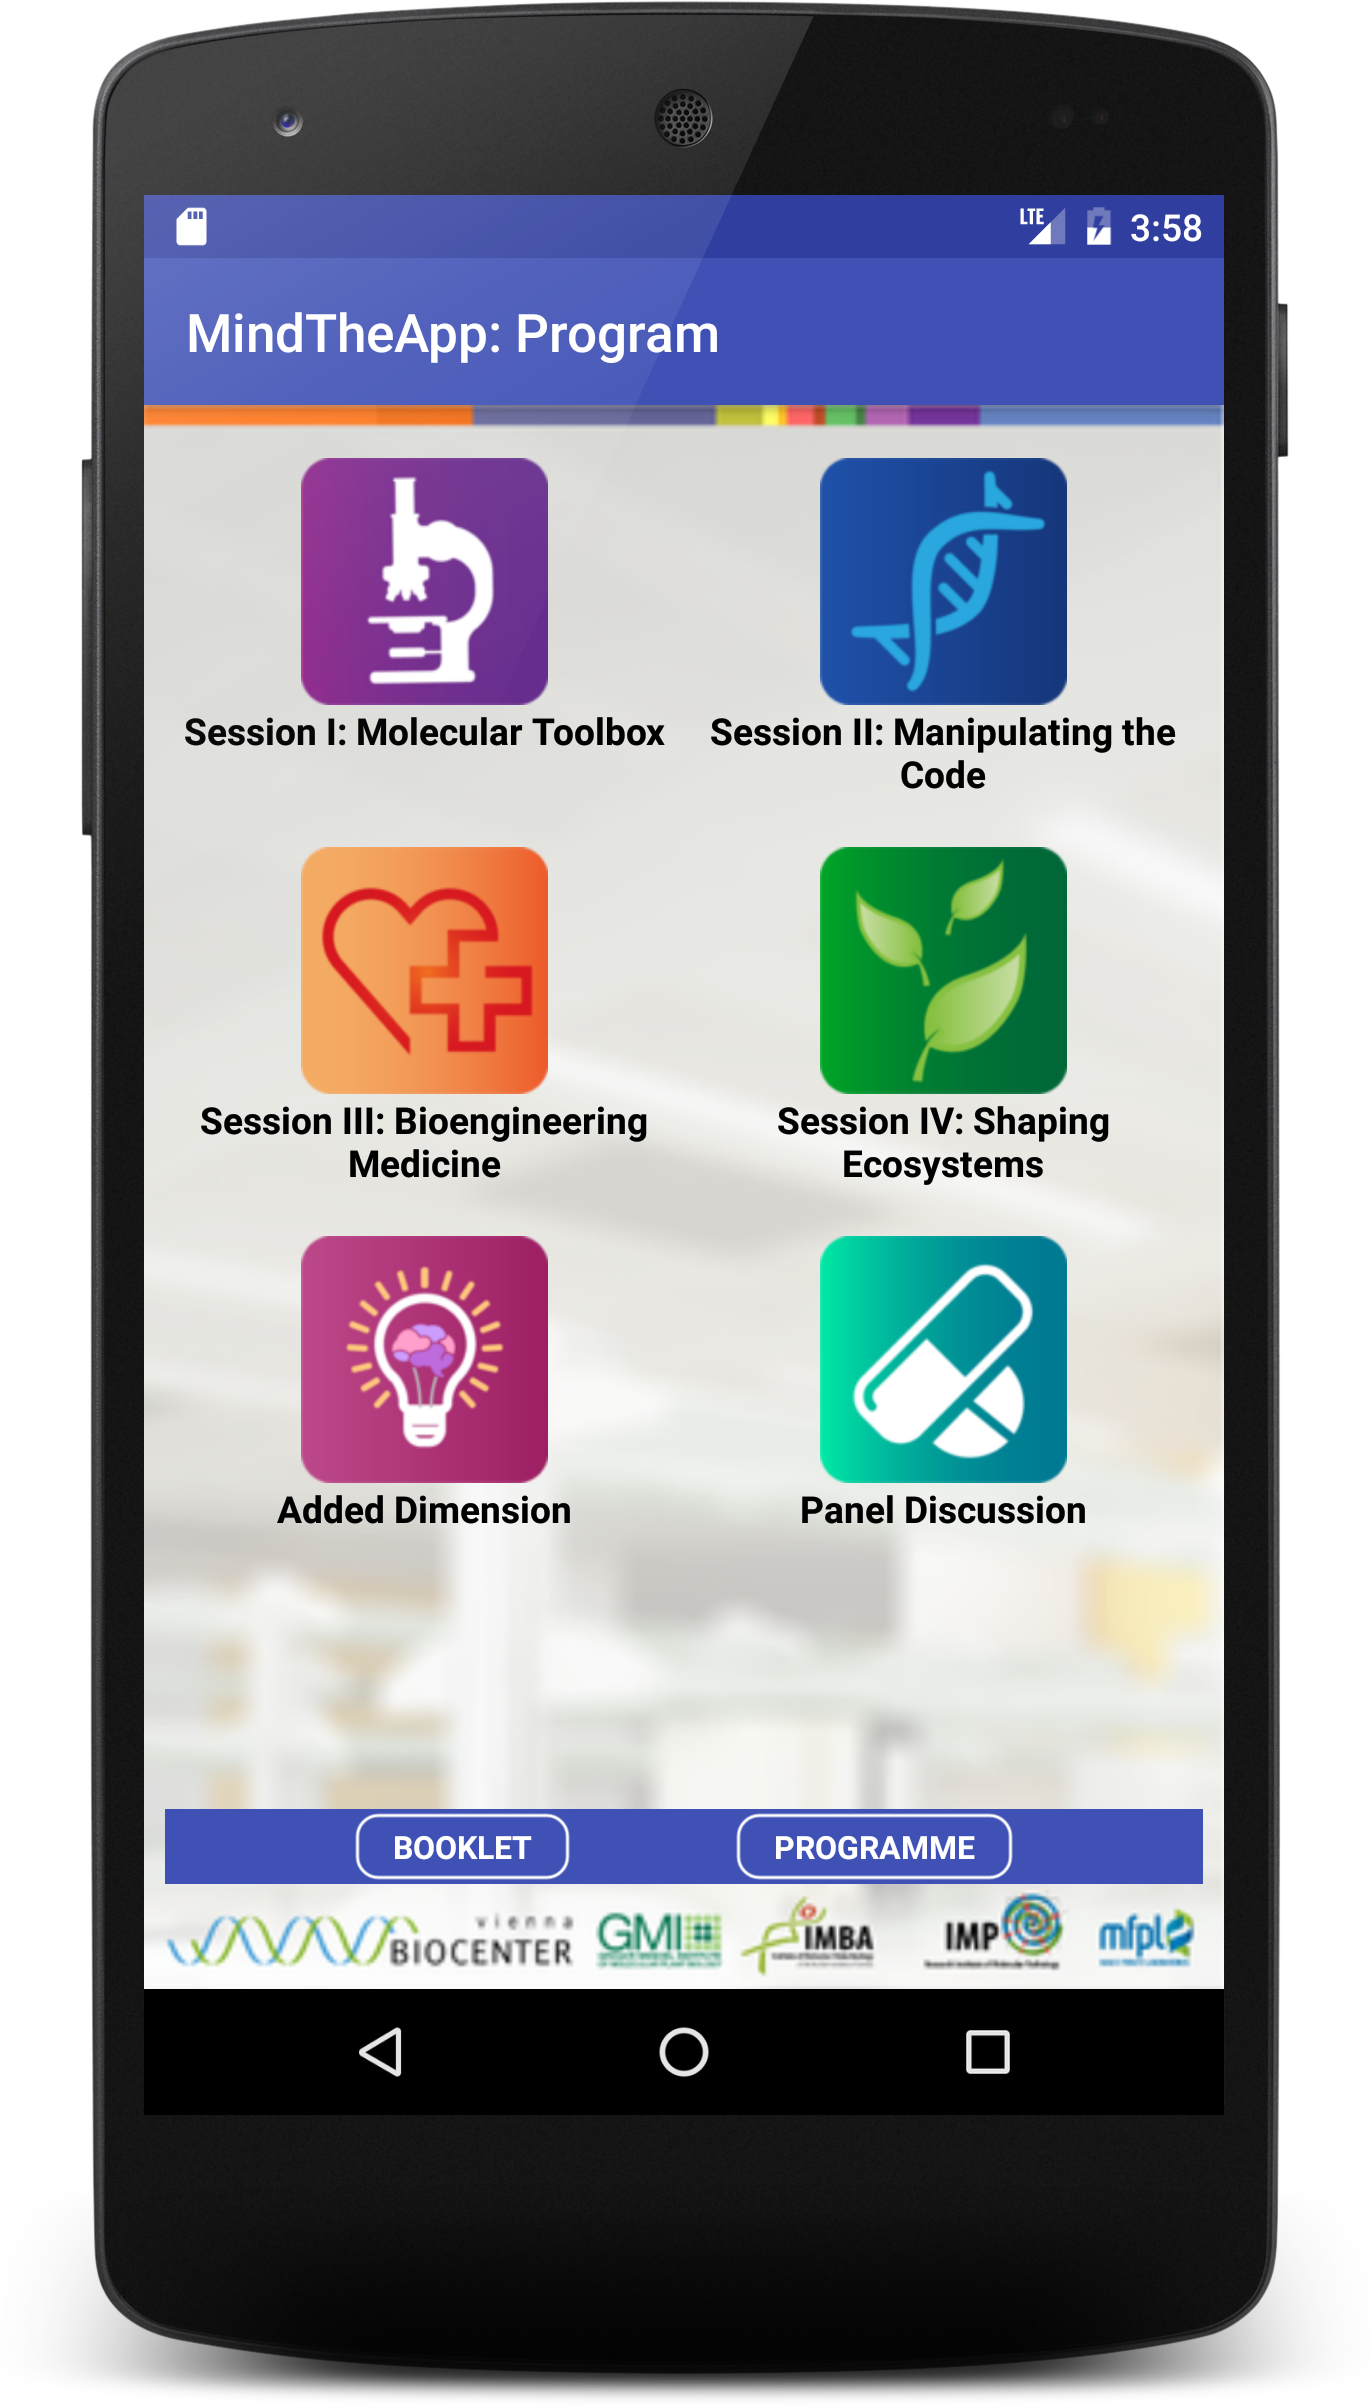 LTE
3:58
MindTheApp: Program
Session I: Molecular Toolbox
Session II: Manipulating the
Code
Session III: Bioengineering
Medicine
Session IV: Shaping
Ecosystems
Added Dimension
Panel Discussion
BOOKLET
PROGRAMME
vienna
BIOCENTER
GMI
IMBA
IMP
mfpl